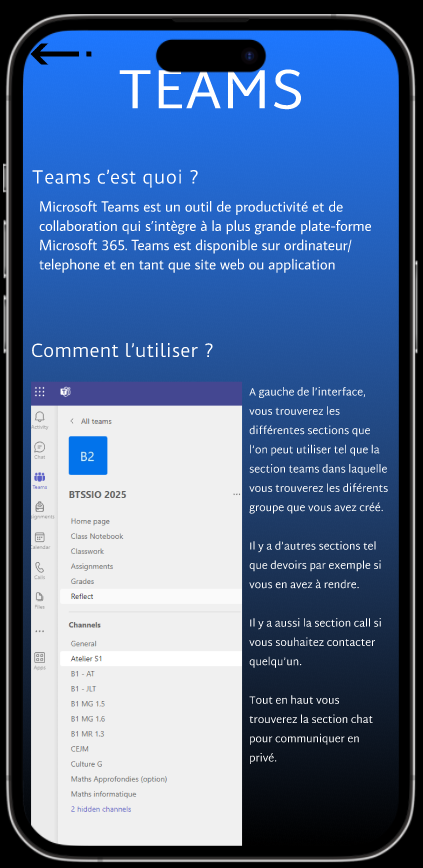 TEAMS
Teams c'est quoi ?
Microsoft Teams est un outil de productivité et de
collaboration qui s'intègre à la plus grande plate-forme
Microsoft 365. Teams est disponible sur ordinateur/
telephone et en tant que site web ou application
Comment l'utiliser ?
Activity
Chat
Teams
Assignments
Calendar
Calls
Files
...
Apps
< All teams
B2
BTSSIO 2025
...
Home page
Class Notebook
Classwork
Assignments
Grades
Reflect
Channels
General
Atelier S1
B1 - AT
B1 - JLT
B1 MG 1.5
B1 MG 1.6
B1 MR 1.3
CEJM
Culture G
Maths Approfondies (option)
Maths informatique
2 hidden channels
A gauche de l'interface,
vous trouverez les
différentes sections que
l'on peut utiliser tel que la
section teams dans laquelle
vous trouverez les diférents
groupe que vous avez créé.
Il y a d'autres sections tel
que devoirs par exemple si
vous en avez à rendre.
Il y a aussi la section call si
vous souhaitez contacter
quelqu'un.
Tout en haut vous
trouverez la section chat
pour communiquer en
privé.